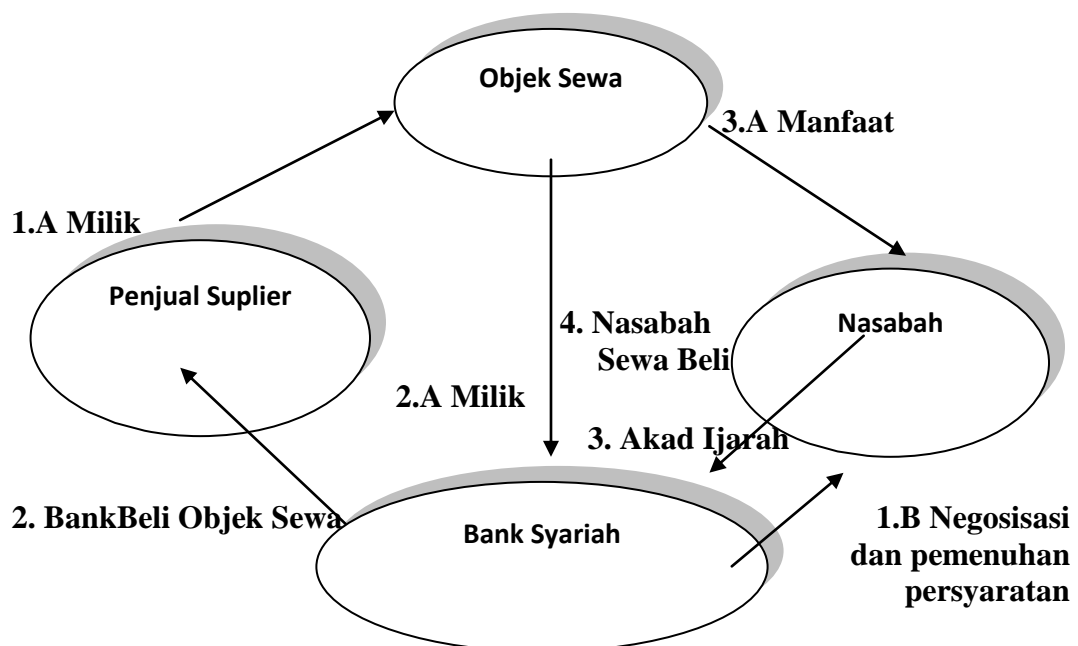 Objek Sewa
3.A Manfaat
1.A Milik
Penjual Suplier
4. Nasabah
Sewa Beli
Nasabah
2.A Milik
3. Akad Ijarah
2. BankBeli Objek Sewa
Bank Syariah
1.B Negosisasi
dan pemenuhan
persyaratan